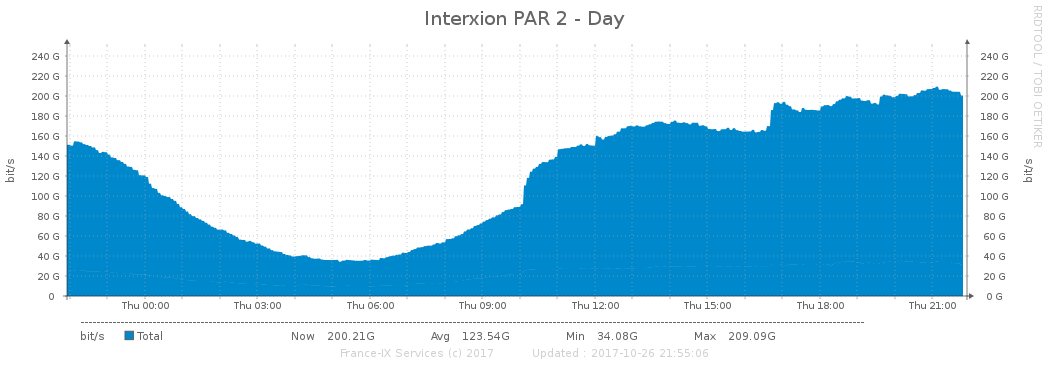 Interxion PAR 2 - Day
RRDTOOL / TOBI OETIKER
bit/s
240 G 240 G
220 G 220 G
200 G 200 G
180 G 180 G
160 G 160 G
140 G 140 G
120 G 120 G
100 G 100 G
80 G 80 G
60 G 60 G
40 G 40 G
20 G 20 G
0 0 G
bit/s
Thu 00:00 Thu 03:00 Thu 06:00 Thu 09:00 Thu 12:00 Thu 15:00 Thu 18:00 Thu 21:00
bit/s Total Now 200.21G Avg 123.54G Min 34.08G Max 209.09G
France-IX Services (c) 2017 Updated : 2017-10-26 21:55:06